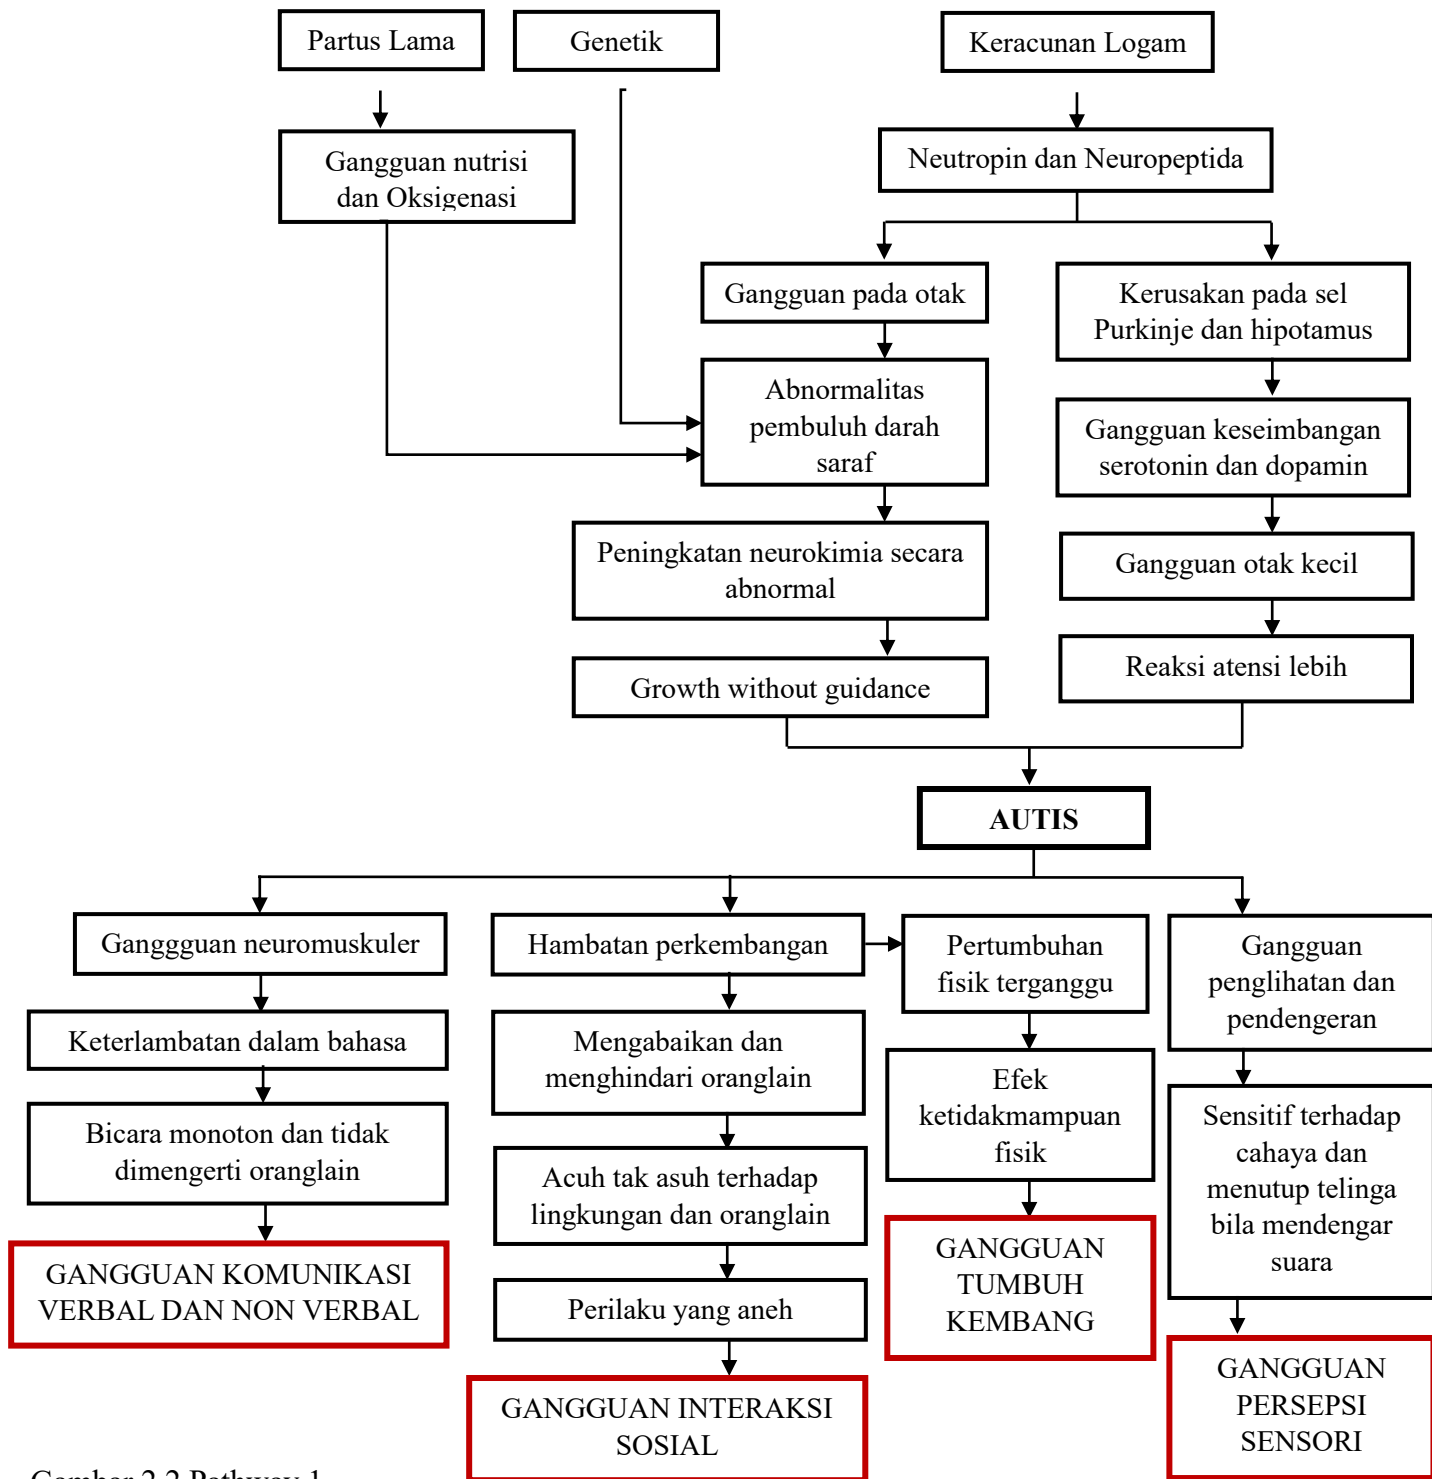 Partus Lama
Genetik
Keracunan Logam
Gangguan nutrisi
dan Oksigenasi
Neutropin dan Neuropeptida
Gangguan pada otak
Kerusakan pada sel
Purkinje dan hipotamus
Abnormalitas
pembuluh darah
saraf
Gangguan keseimbangan
serotonin dan dopamin
Peningkatan neurokimia secara
abnormal
Gangguan otak kecil
Growth without guidance
Reaksi atensi lebih
AUTIS
Ganggguan neuromuskuler
Keterlambatan dalam bahasa
Bicara monoton dan tidak
dimengerti oranglain
GANGGUAN KOMUNIKASI
VERBAL DAN NON VERBAL
Hambatan perkembangan
Mengabaikan dan
menghindari oranglain
Acuh tak asuh terhadap
lingkungan dan oranglain
Perilaku yang aneh
GANGGUAN INTERAKSI
SOSIAL
Pertumbuhan
fisik terganggu
Efek
ketidakmampuan
fisik
GANGGUAN
TUMBUH
KEMBANG
Gangguan
penglihatan dan
pendengeran
Sensitif terhadap
cahaya dan
menutup telinga
bila mendengar
suara
GANGGUAN
PERSEPSI
SENSORI
Gambar 2.2 Pathway 1